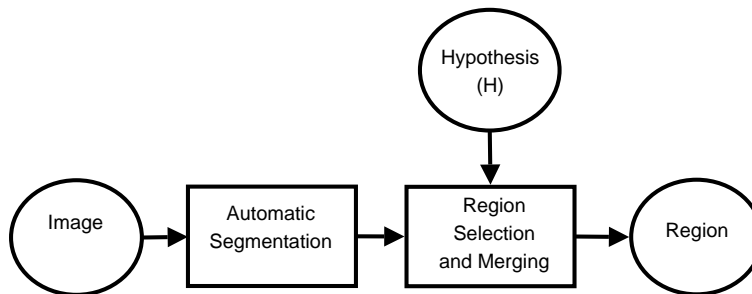 Hypothesis
(H)
Image
Automatic
Segmentation
Region
Selection
and Merging
Region